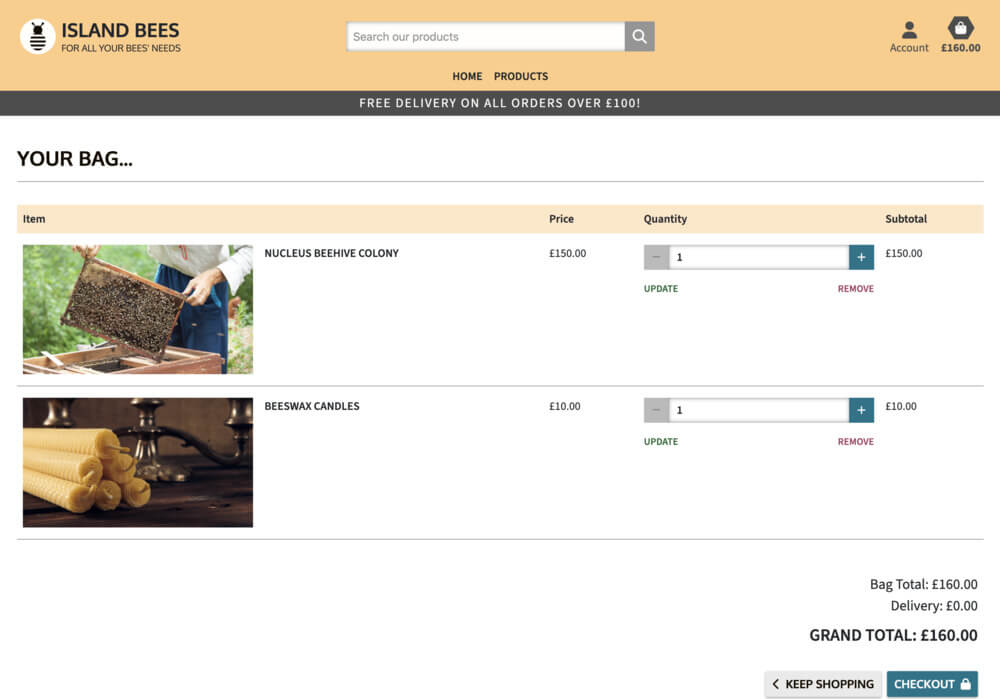 ISLAND BEES
FOR ALL YOUR BEES' NEEDS
Search our products
Account
£160.00
HOME PRODUCTS
FREE DELIVERY ON ALL ORDERS OVER £100!
YOUR BAG...
Item Price Quantity Subtotal
NUCLEUS BEEHIVE COLONY £150.00 − 1 + £150.00
UPDATE REMOVE
BEESWAX CANDLES £10.00 − 1 + £10.00
UPDATE REMOVE
Bag Total: £160.00
Delivery: £0.00
GRAND TOTAL: £160.00
KEEP SHOPPING CHECKOUT